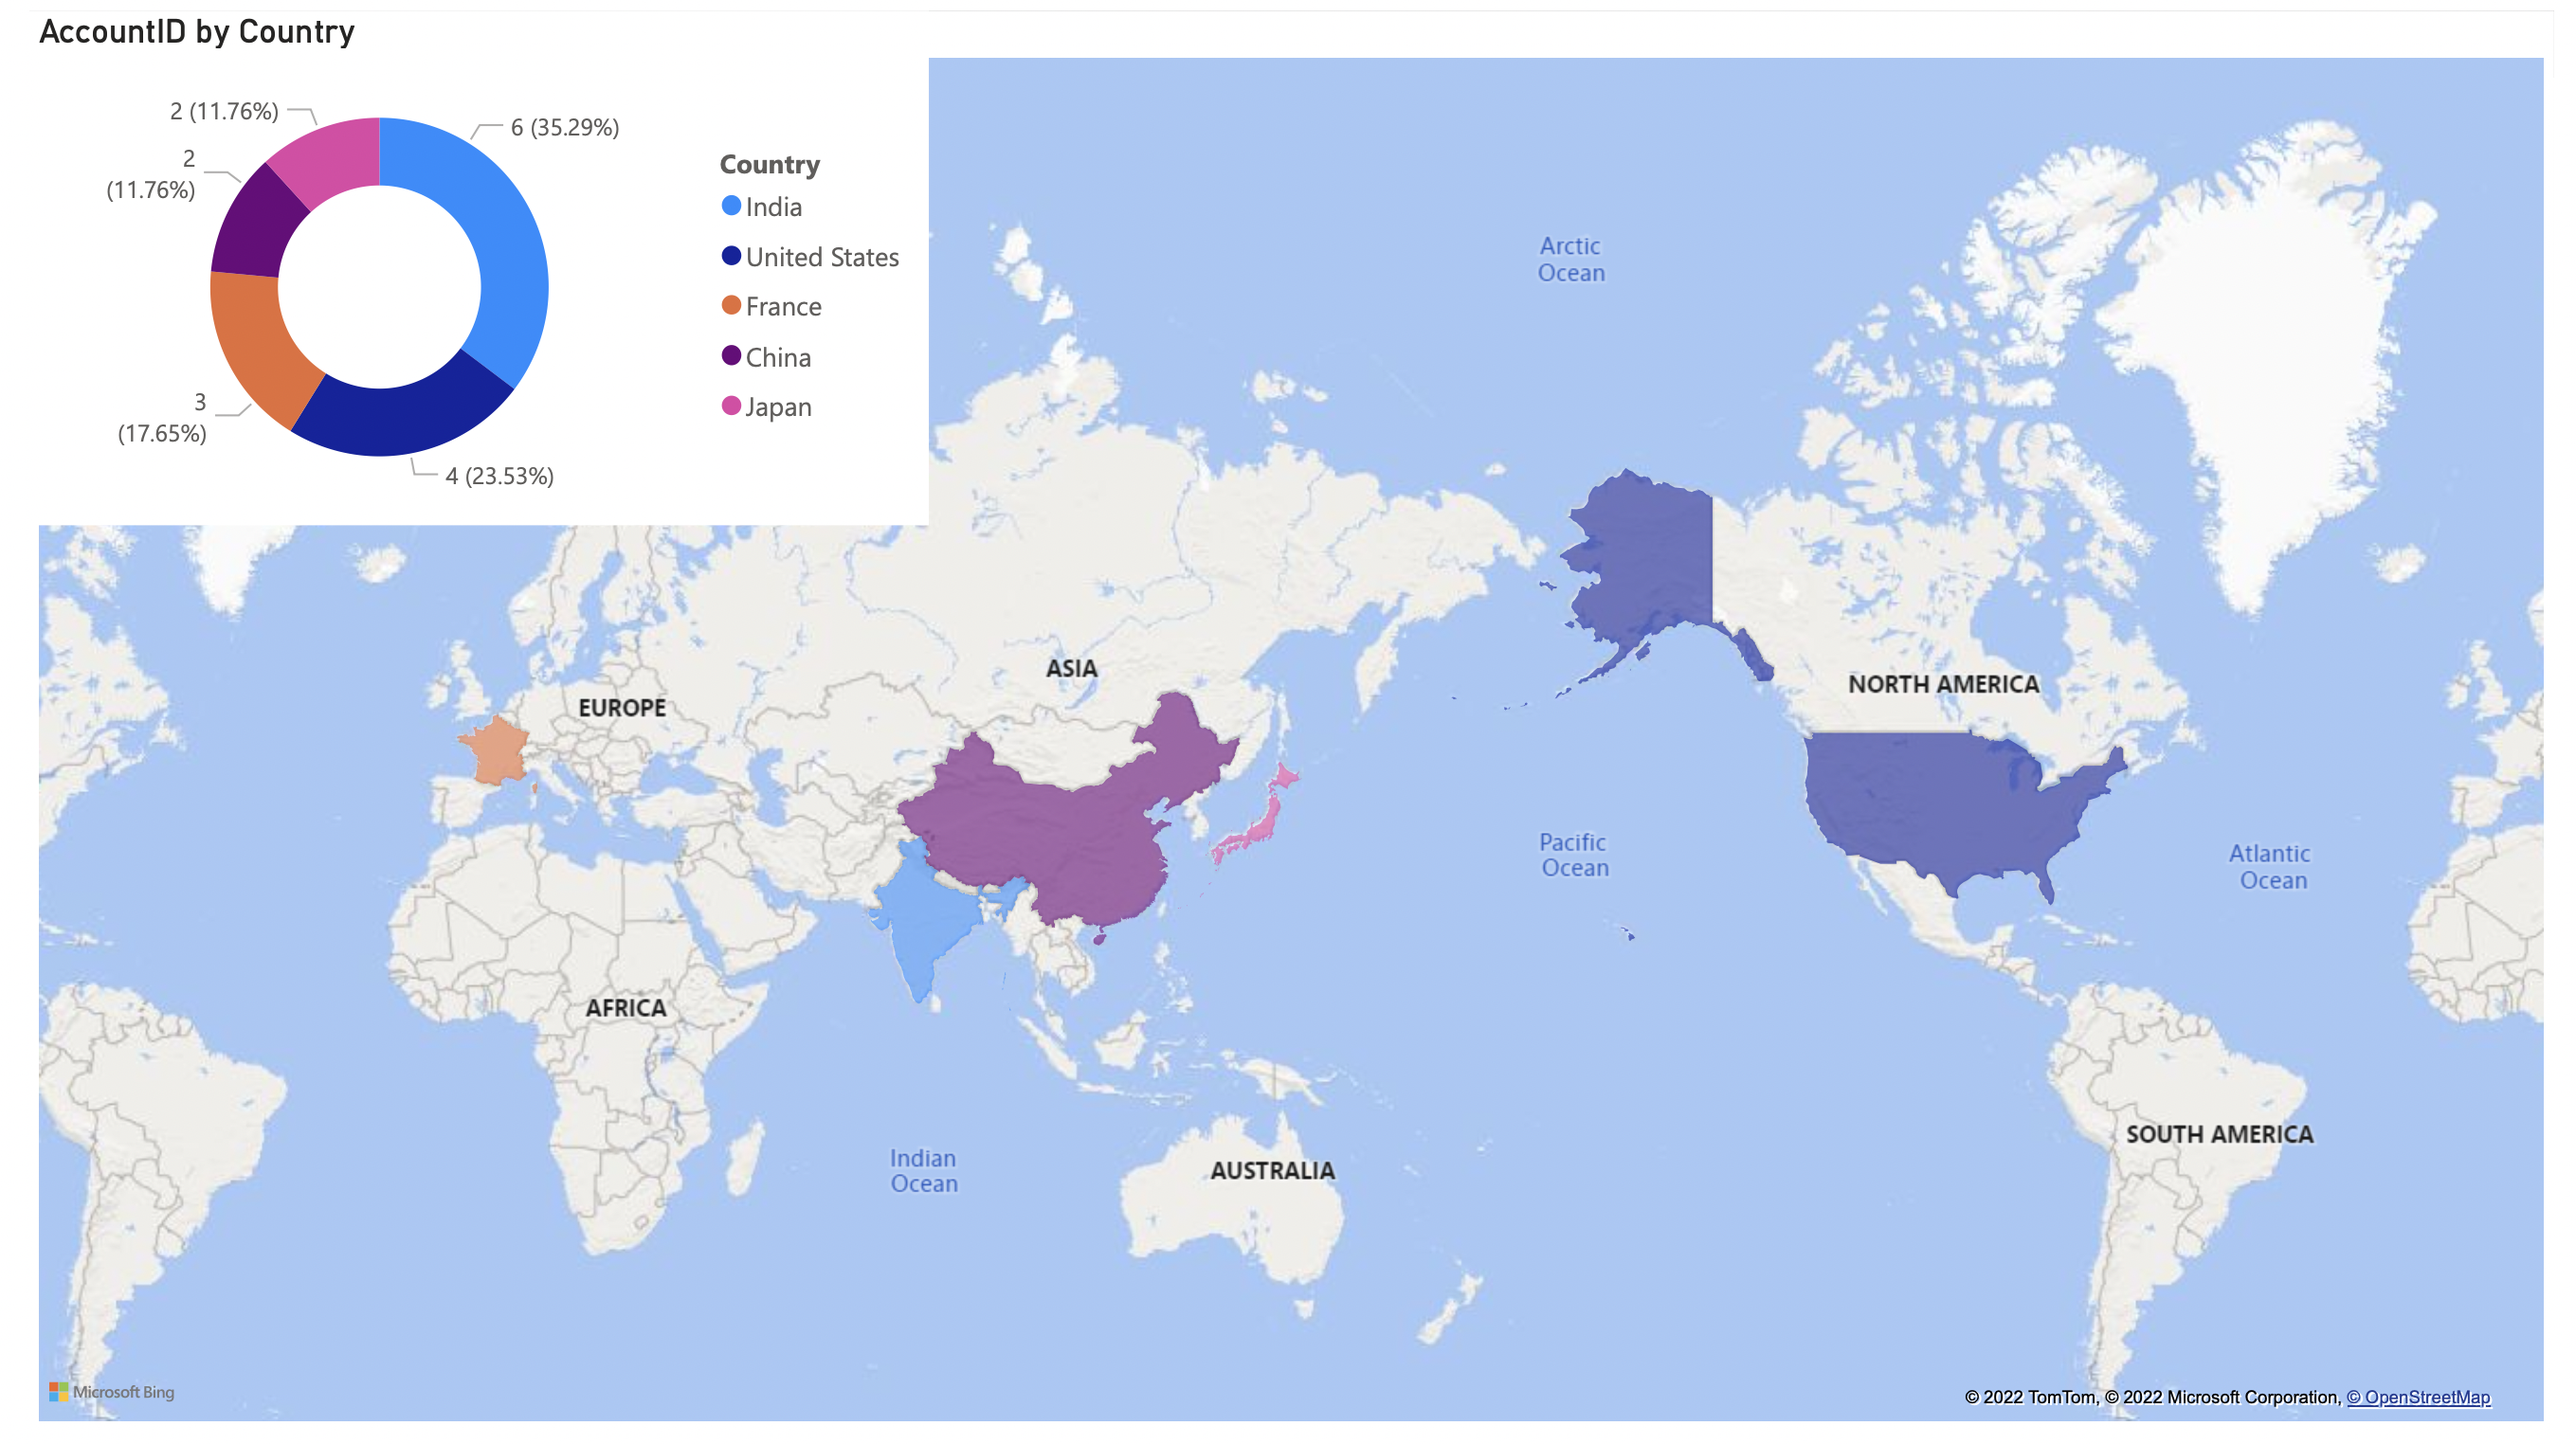 AccountID by Country
2 (11.76%)
6 (35.29%)
2
(11.76%)
3
(17.65%)
4 (23.53%)
Country
India
United States
France
China
Japan
Arctic
Ocean
ASIA
NORTH AMERICA
EUROPE
Pacific
Ocean
Atlantic
Ocean
AFRICA
SOUTH AMERICA
Indian
Ocean
AUSTRALIA
Microsoft Bing
© 2022 TomTom, © 2022 Microsoft Corporation, © OpenStreetMap